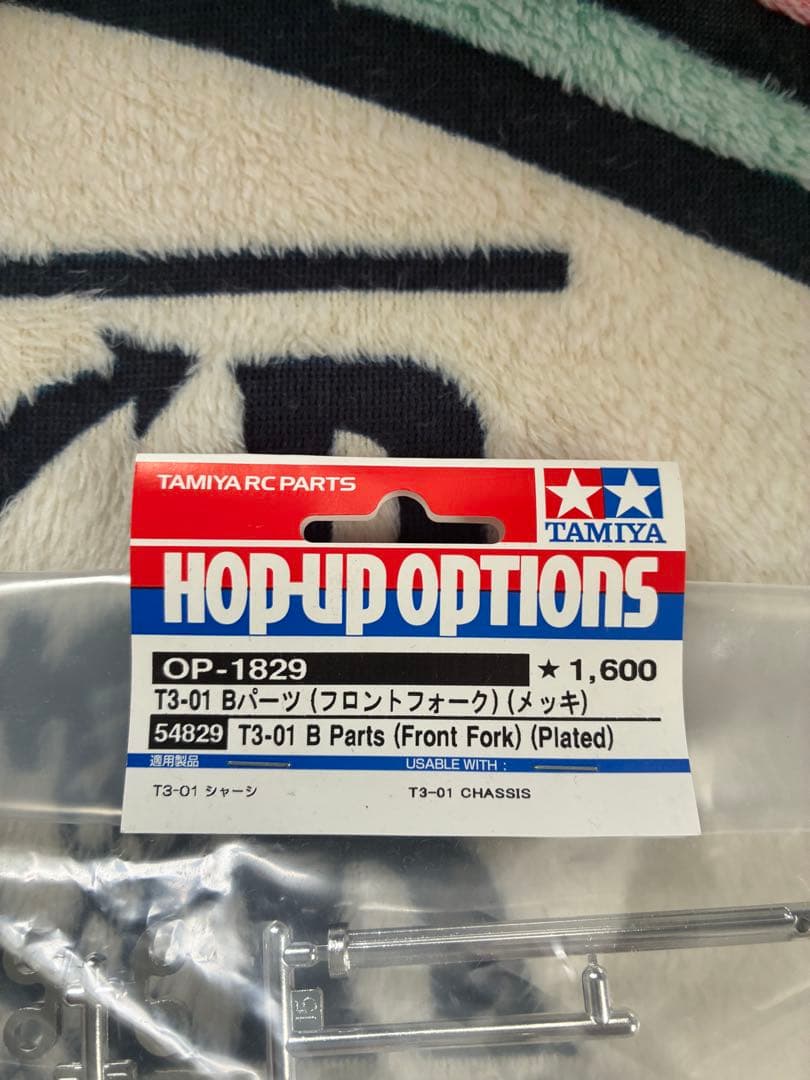 TAMIYA RC PARTS
TAMIYA
HOP-UP OPTIONS
OP-1829 ★ 1,600
T3-01 Bパーツ (フロントフォーク) (メッキ)
54829 T3-01 B Parts (Front Fork) (Plated)
適用製品 USABLE WITH :
T3-01 シャーシ T3-01 CHASSIS
15